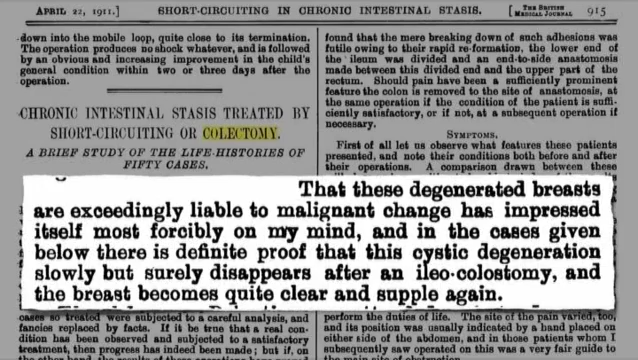 APRIL 22, 1911.] SHORT-CIRCUITING IN CHRONIC INTESTINAL STASIS. [THE BRITISH MEDICAL JOURNAL 915
down into the mobile loop, quite close to its termination.
The operation produces no shock whatever, and is followed
by an obvious and increasing improvement in the child's
general condition within two or three days after the
operation.
CHRONIC INTESTINAL STASIS TREATED BY
SHORT-CIRCUITING OR COLECTOMY.
A BRIEF STUDY OF THE LIFE-HISTORIES OF
FIFTY CASES.
found that the mere breaking down of such adhesions was
futile owing to their rapid re-formation, the lower end of
the ileum was divided and an end-to-side anastomosis
made between this divided end and the upper part of the
rectum. Should pain have been a sufficiently prominent
feature the colon is removed to the site of anastomosis, at
the same operation if the condition of the patient is suffi-
ciently satisfactory, or if not, at a subsequent operation if
necessary.
SYMPTOMS.
First of all let us observe what features these patients
presented, and note their conditions both before and after
their operations. A comparison drawn between these
That these degenerated breasts
are exceedingly liable to malignant change has impressed
itself most forcibly on my mind, and in the cases given
below there is definite proof that this cystic degeneration
slowly but surely disappears after an ileo-colostomy, and
the breast becomes quite clear and supple again.
cases so treated were subjected to a careful analysis, and
fancies replaced by facts. If it be true that a real con-
dition has been observed and subjected to a satisfactory
treatment, then progress has indeed been made; but if, on
perform the duties of life. The site of the pain varied, too,
and its position was usually indicated by a hand placed on
either side of the abdomen, and in those patients whom I
subsequently saw operated on this was a very fair guide to